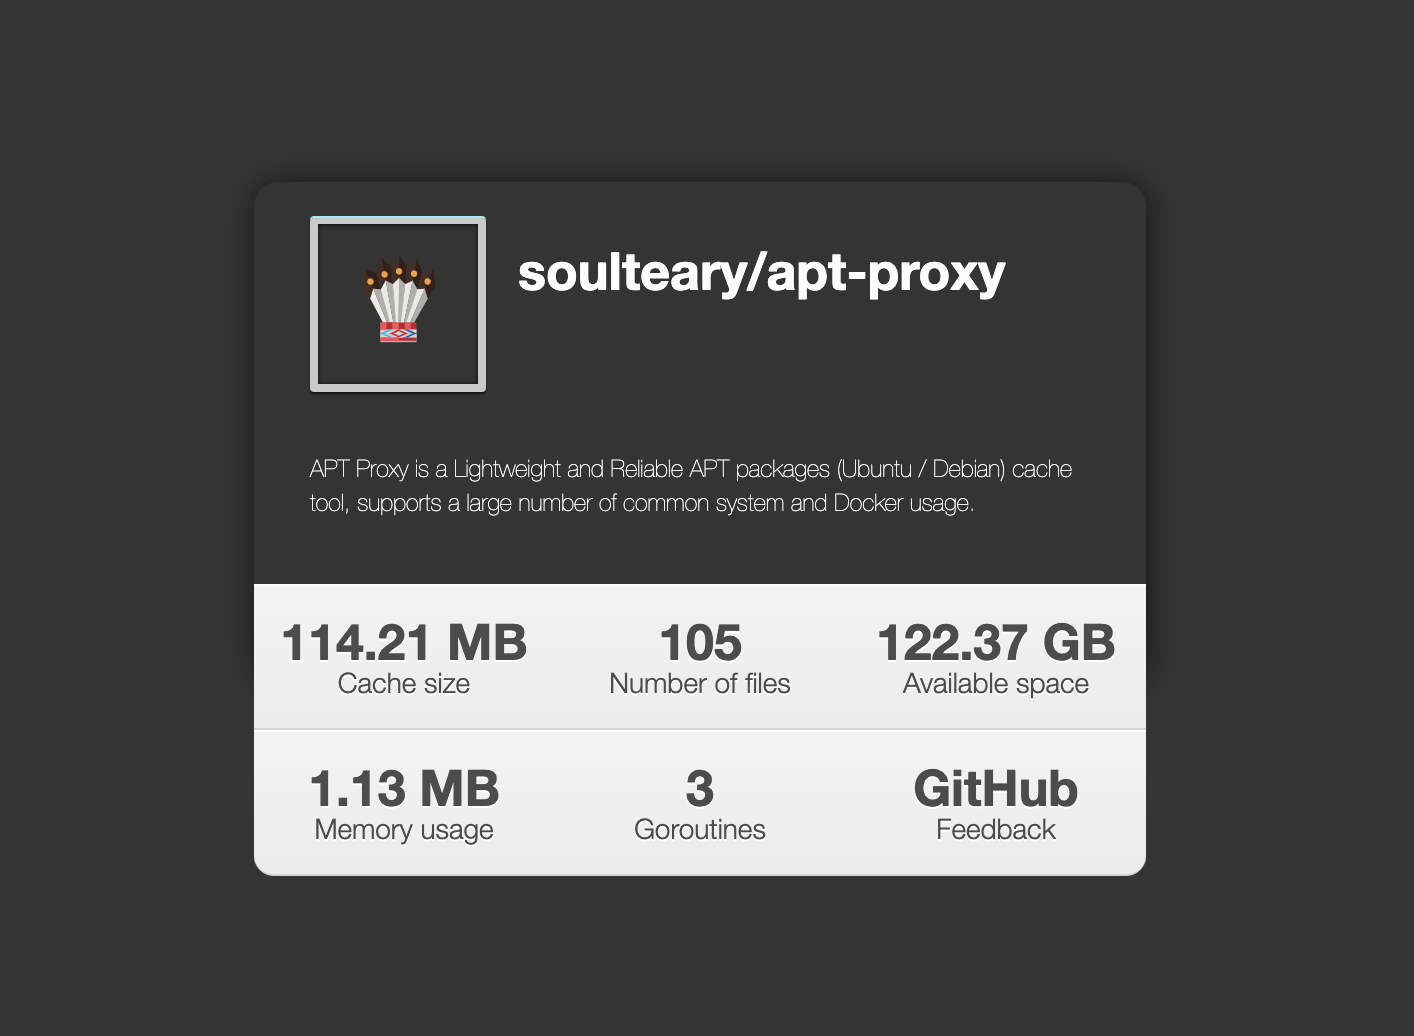 soulteary/apt-proxy
APT Proxy is a Lightweight and Reliable APT packages (Ubuntu / Debian) cache
tool, supports a large number of common system and Docker usage.
114.21 MB
Cache size
105
Number of files
122.37 GB
Available space
1.13 MB
Memory usage
3
Goroutines
GitHub
Feedback